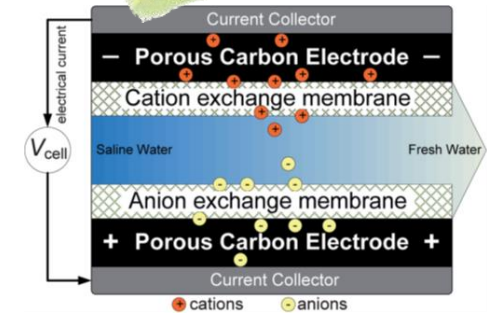 Current Collector
− Porous Carbon Electrode −
electrical current
Cation exchange membrane
Vcell
Saline Water
Fresh Water
Anion exchange membrane
+ Porous Carbon Electrode +
Current Collector
+ cations
- anions